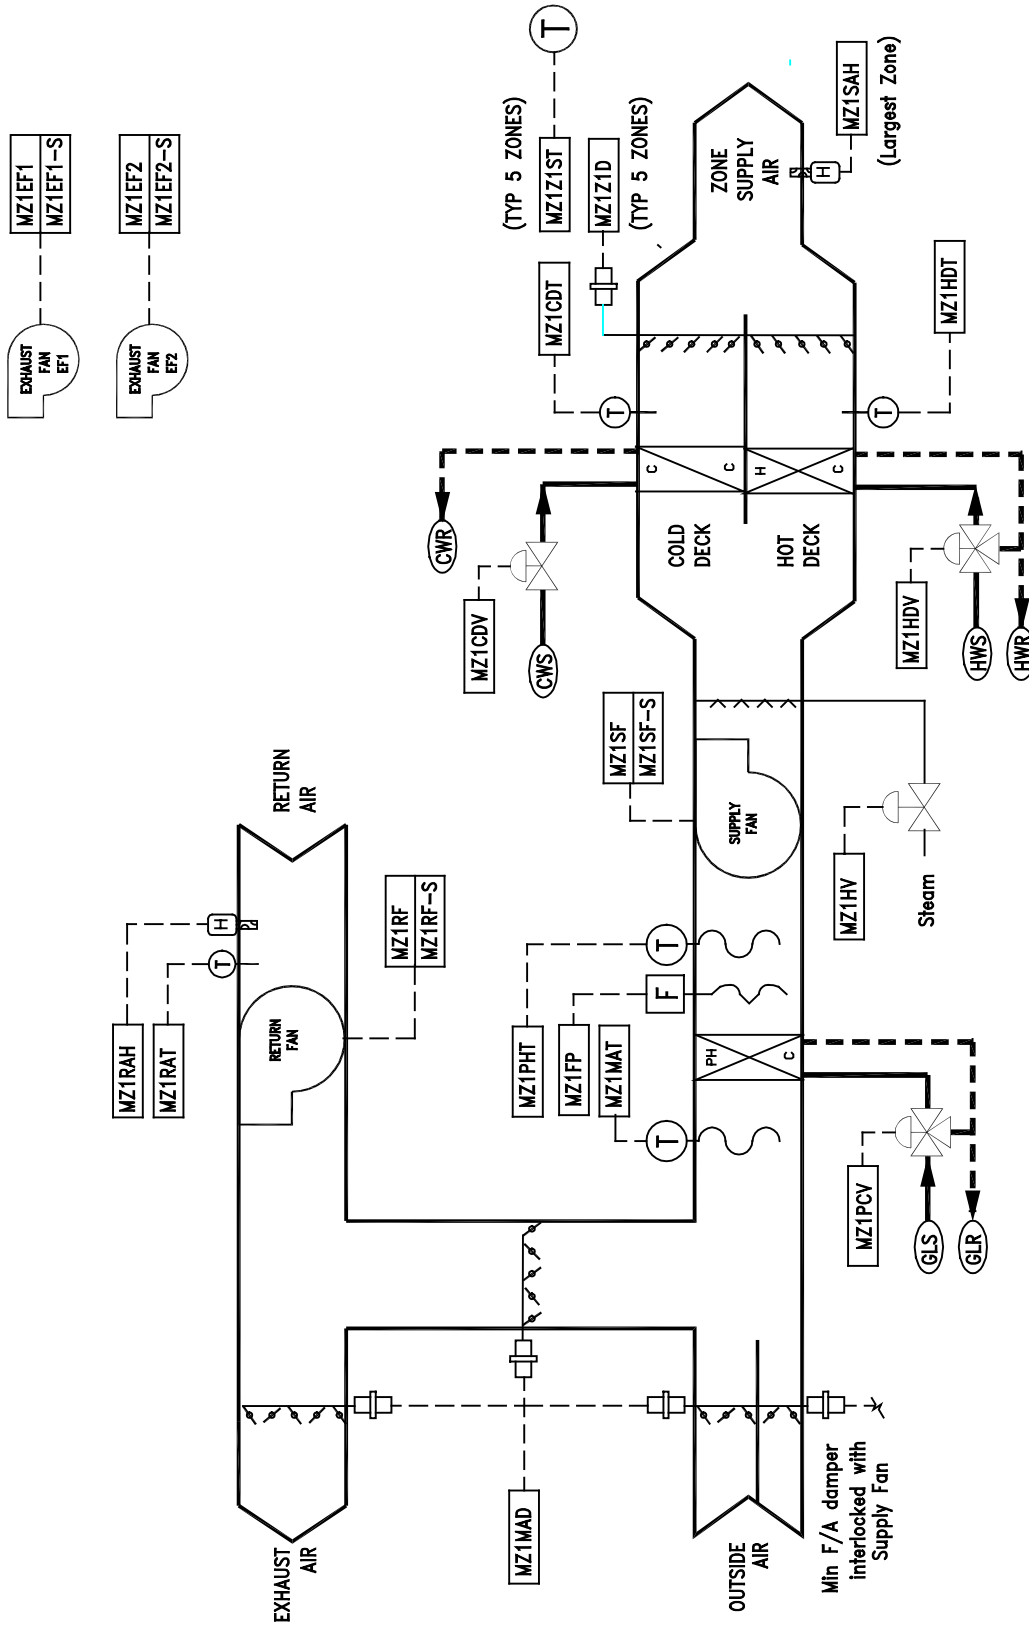 MZ1EF1
MZ1EF1-S
EXHAUST
FAN
EF1
MZ1EF2
MZ1EF2-S
EXHAUST
FAN
EF2
EXHAUST
AIR
RETURN
FAN
RETURN
AIR
MZ1RAH
MZ1RAT
T
H
MZ1RF
MZ1RF-S
MZ1MAD
OUTSIDE
AIR
Min F/A damper
interlocked with
Supply Fan
MZ1MAT
T
MZ1FP
F
MZ1PHT
T
PH
C
MZ1PCV
GLS
GLR
SUPPLY
FAN
MZ1SF
MZ1SF-S
MZ1HV
Steam
MZ1CDV
CWS
CWR
COLD
DECK
HOT
DECK
C
C
H
C
MZ1HDV
HWS
HWR
MZ1CDT
T
MZ1HDT
T
(TYP 5 ZONES)
MZ1Z1ST
T
MZ1Z1D
(TYP 5 ZONES)
ZONE
SUPPLY
AIR
H
MZ1SAH
(Largest Zone)